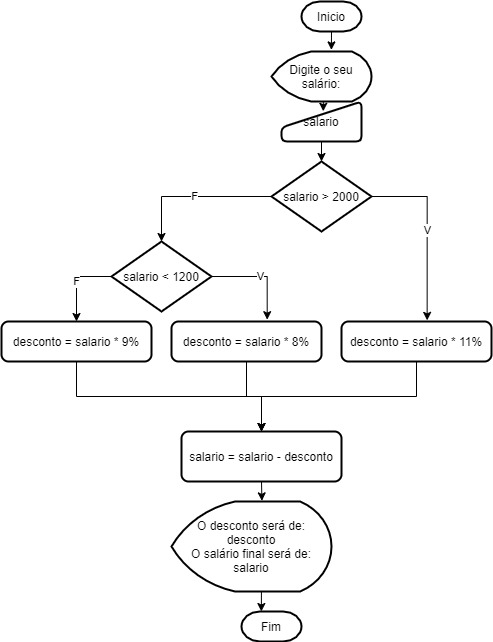 Inicio
Digite o seu
salário:
salario
salario > 2000
F
V
salario < 1200
F
V
desconto = salario * 9%
desconto = salario * 8%
desconto = salario * 11%
salario = salario - desconto
O desconto será de:
desconto
O salário final será de:
salario
Fim